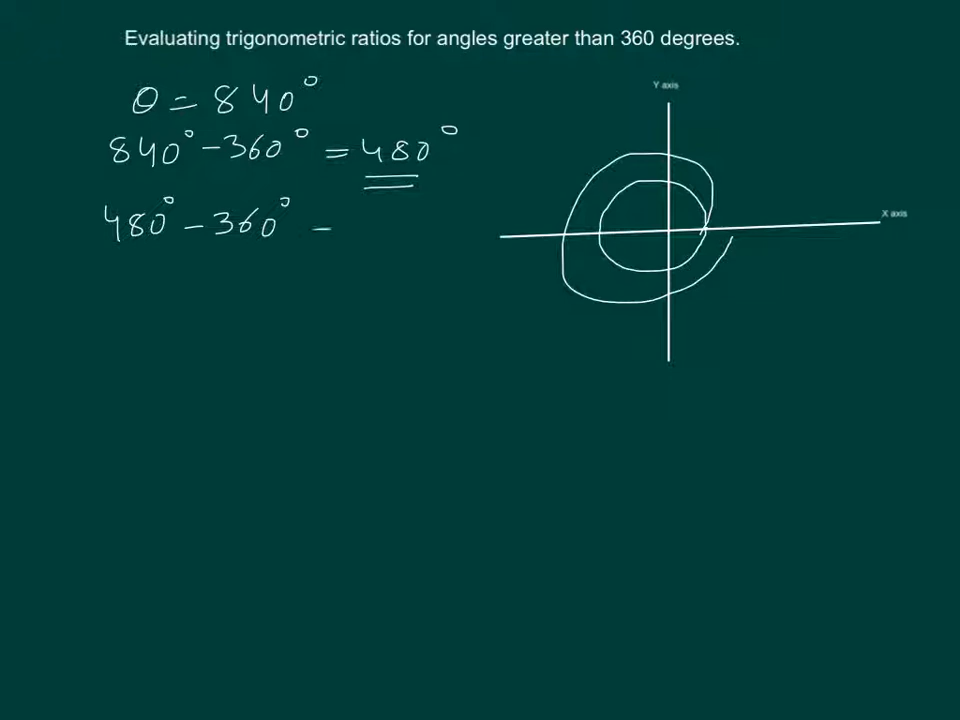 Evaluating trigonometric ratios for angles greater than 360 degrees.
θ = 840°
840° - 360° = 480°
480° - 360° =
Y axis
X axis